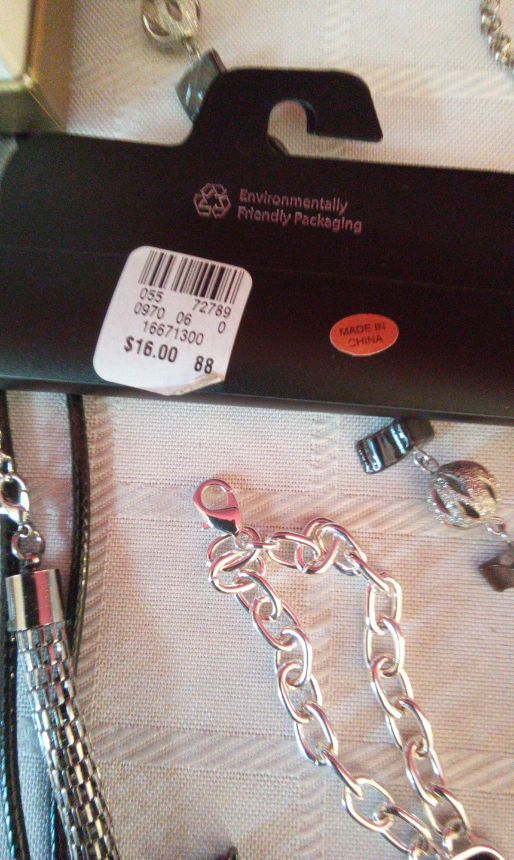 Environmentally
Friendly Packaging
055 72789
0970 06 0
16671300
$16.00 88
MADE IN
CHINA